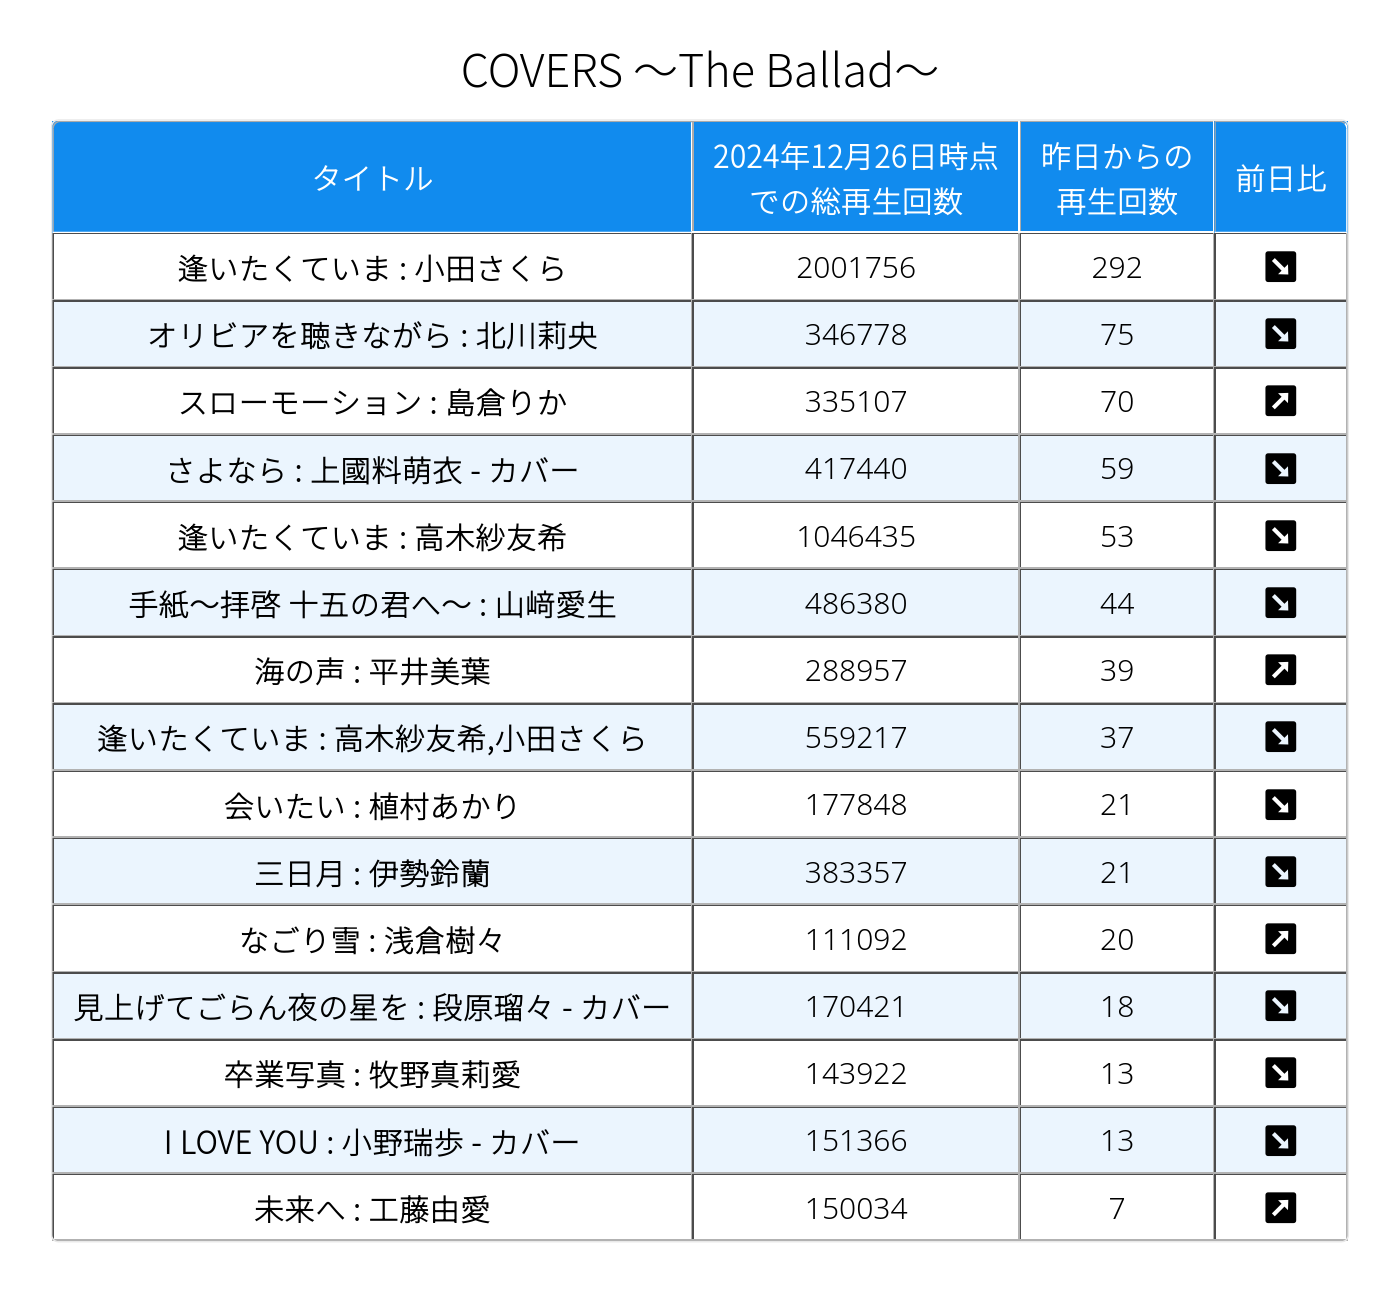 COVERS ～The Ballad～
タイトル 2024年12月26日時点での総再生回数 昨日からの再生回数 前日比
逢いたくていま : 小田さくら 2001756 292 ↘
オリビアを聴きながら : 北川莉央 346778 75 ↘
スローモーション : 島倉りか 335107 70 ↗
さよなら : 上國料萌衣 - カバー 417440 59 ↘
逢いたくていま : 高木紗友希 1046435 53 ↘
手紙～拝啓 十五の君へ～ : 山﨑愛生 486380 44 ↘
海の声 : 平井美葉 288957 39 ↗
逢いたくていま : 高木紗友希,小田さくら 559217 37 ↘
会いたい : 植村あかり 177848 21 ↘
三日月 : 伊勢鈴蘭 383357 21 ↘
なごり雪 : 浅倉樹々 111092 20 ↗
見上げてごらん夜の星を : 段原瑠々 - カバー 170421 18 ↘
卒業写真 : 牧野真莉愛 143922 13 ↘
I LOVE YOU : 小野瑞歩 - カバー 151366 13 ↘
未来へ : 工藤由愛 150034 7 ↗